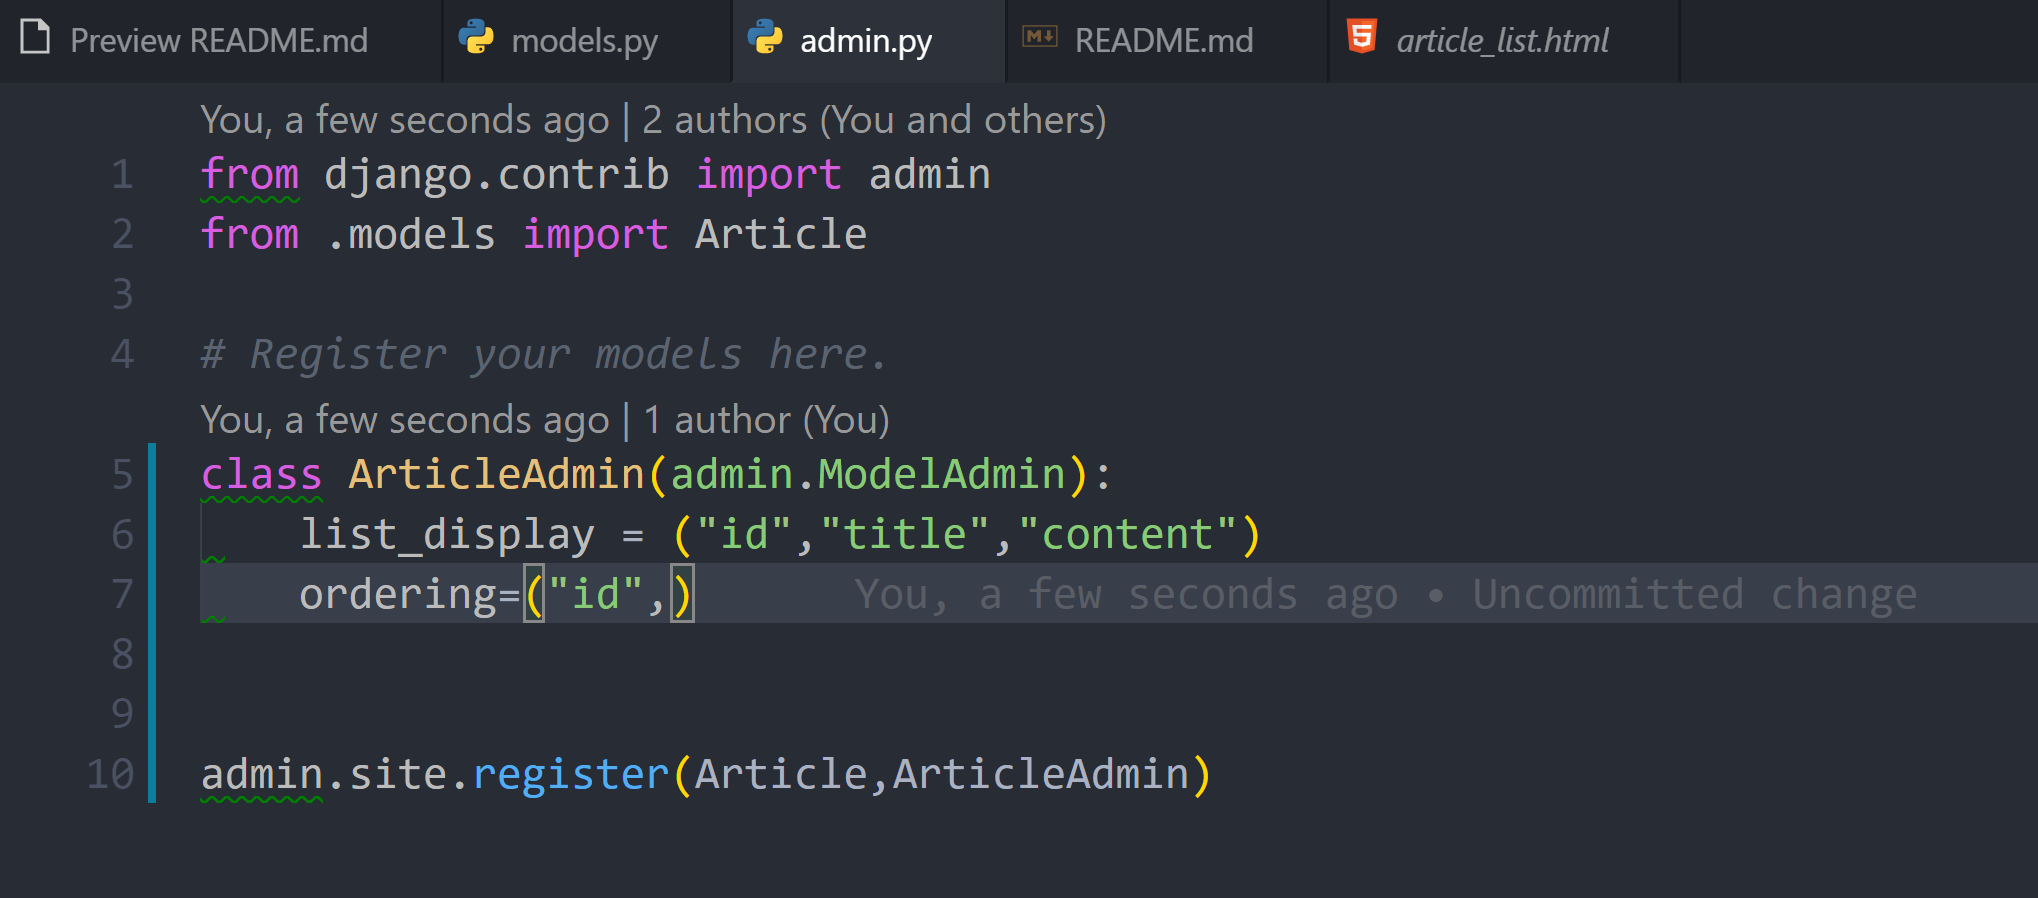 Preview README.md models.py admin.py README.md article_list.html
You, a few seconds ago | 2 authors (You and others)
1 from django.contrib import admin
2 from .models import Article
3
4 # Register your models here.
You, a few seconds ago | 1 author (You)
5 class ArticleAdmin(admin.ModelAdmin):
6     list_display = ("id","title","content")
7     ordering=("id",) You, a few seconds ago • Uncommitted change
8
9
10 admin.site.register(Article,ArticleAdmin)